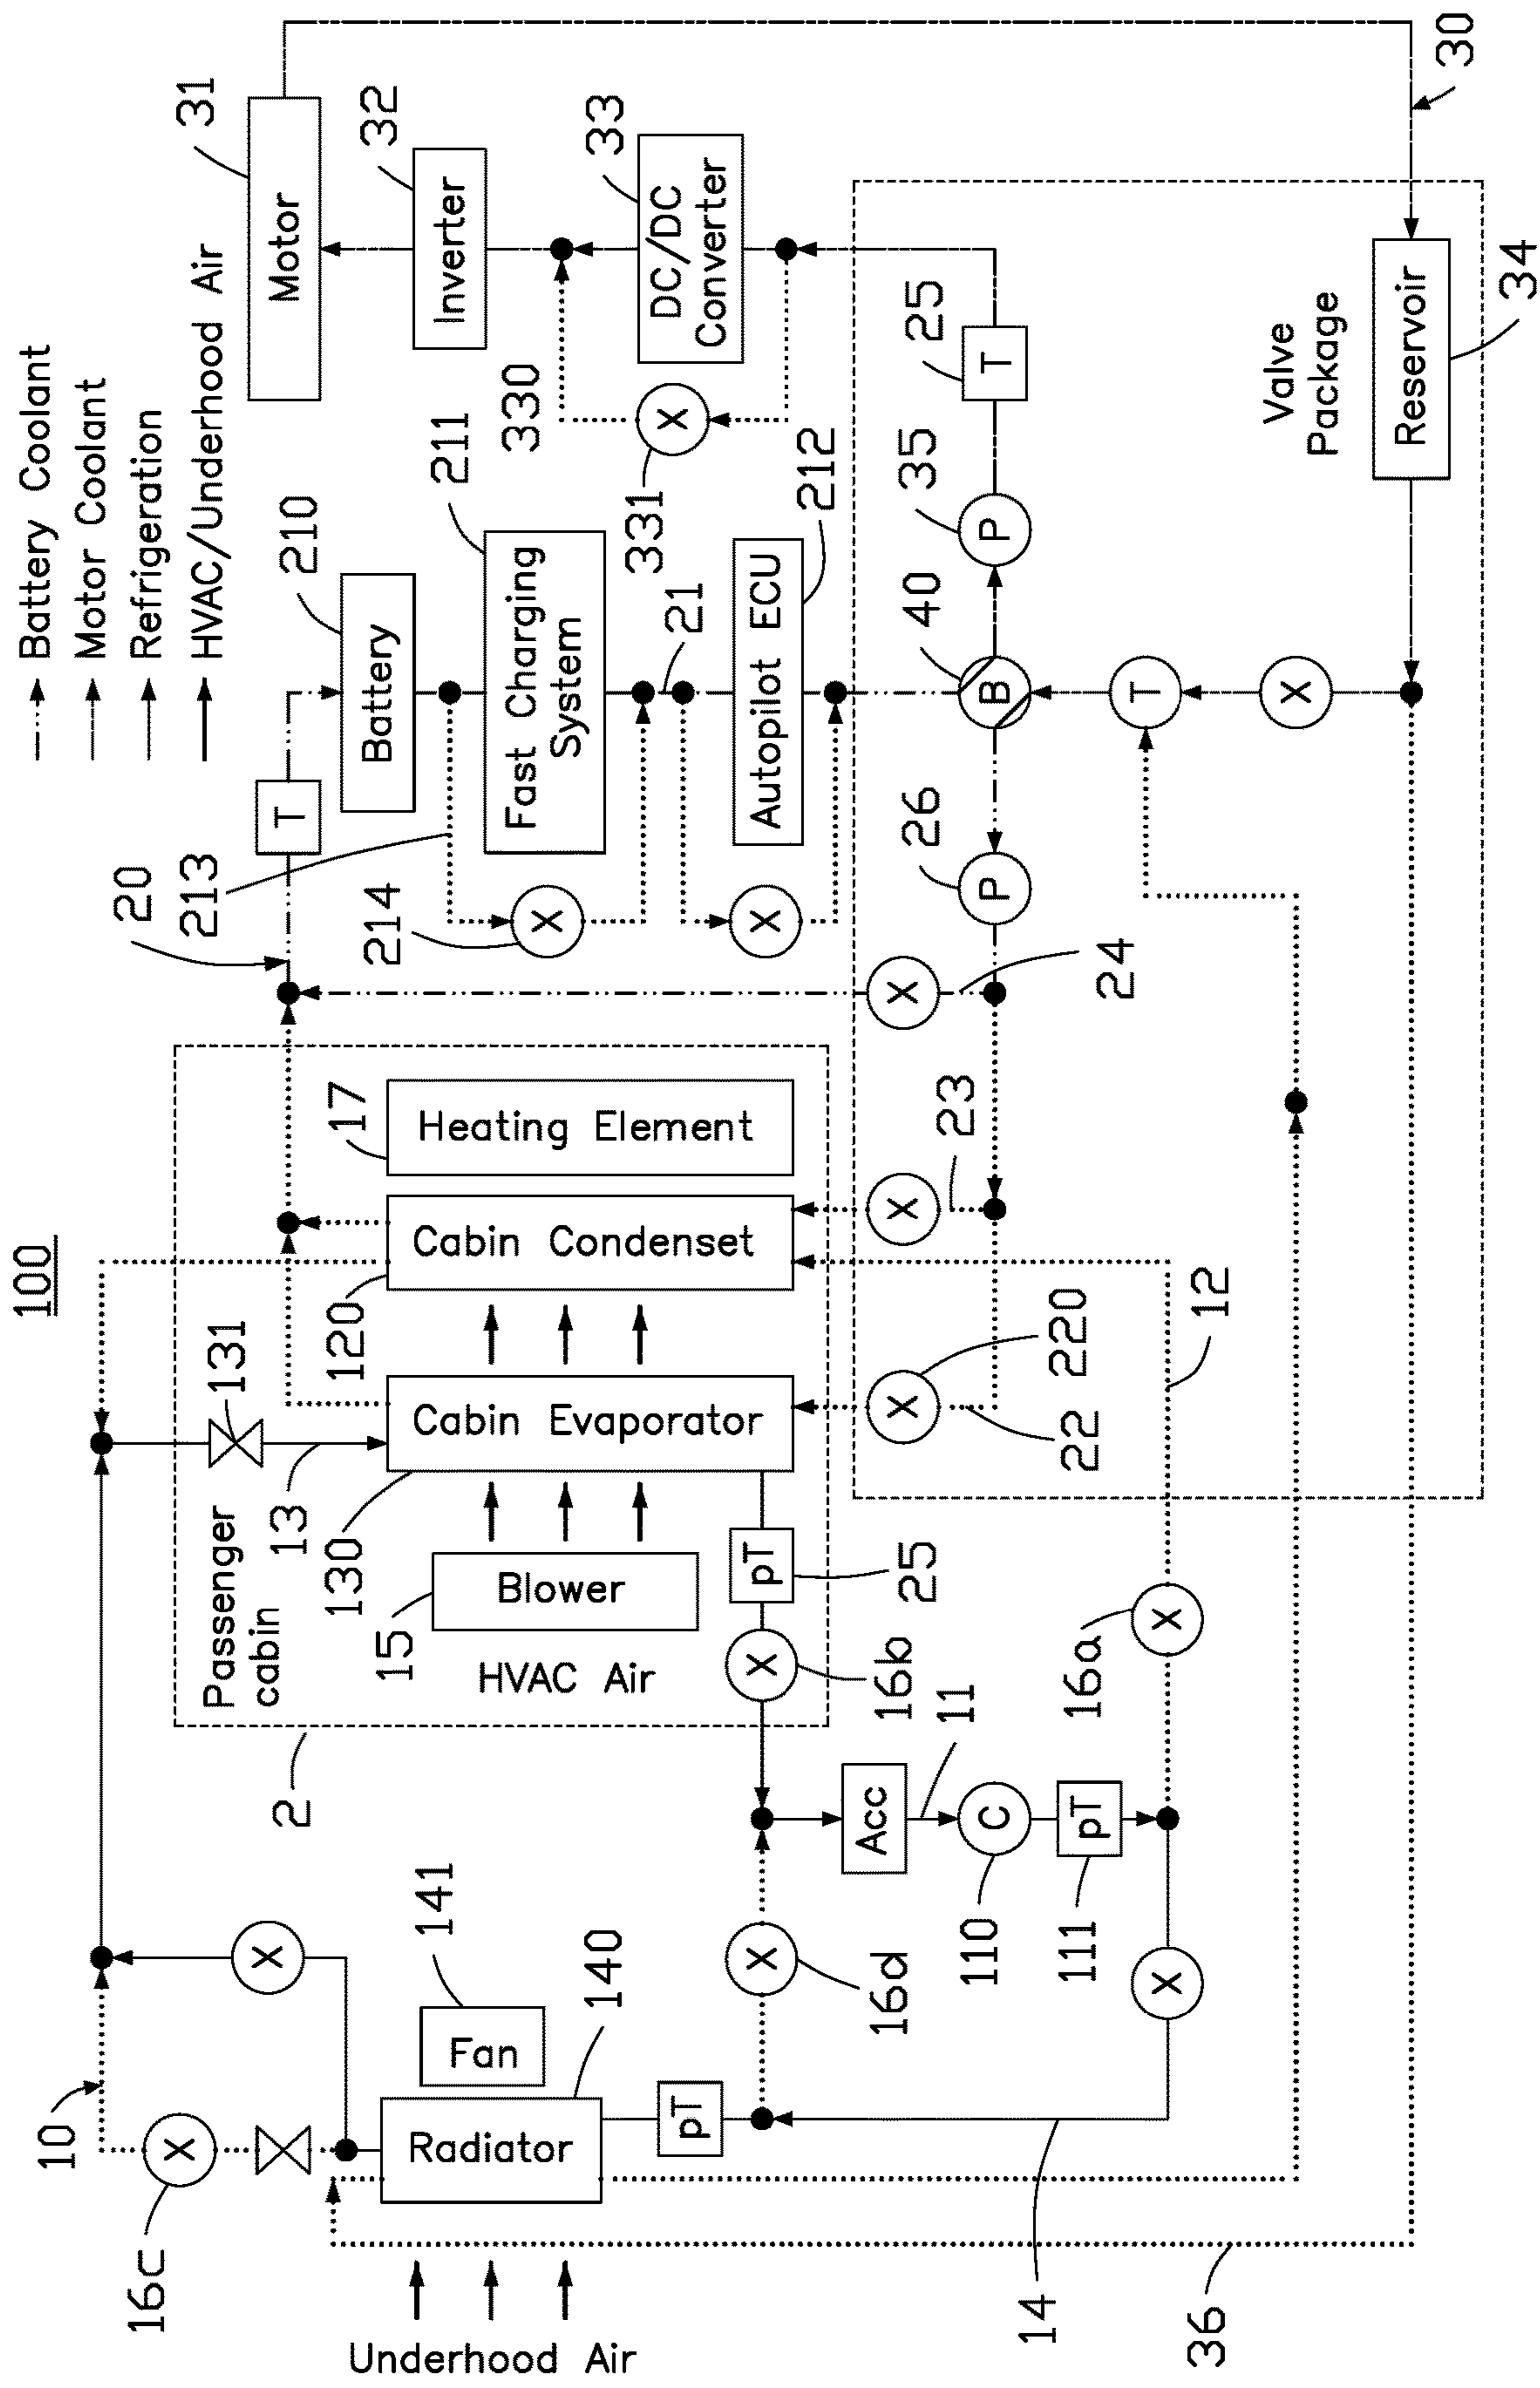 100
Battery Coolant
Motor Coolant
Refrigeration
HVAC/Underhood Air
10
16c
X
20
213
31
Passenger
cabin
131
13
2
X
T
210
Motor
130
120
17
Battery
32
Underhood Air
15
214
Radiator
Fan
141
140
HVAC Air
Blower
Cabin Evaporator
Cabin Condenset
Heating Element
Fast Charging
System
211
Inverter
330
X
33
331
21
X
DC/DC
Converter
pT
X
16d
X
16b
pT
25
X
Autopilot ECU
212
Acc
11
X
220
22
X
23
X
24
26
P
40
B
35
P
25
T
110
C
111
pT
14
X
16a
X
12
T
36
X
Valve
Package
Reservoir
34
30